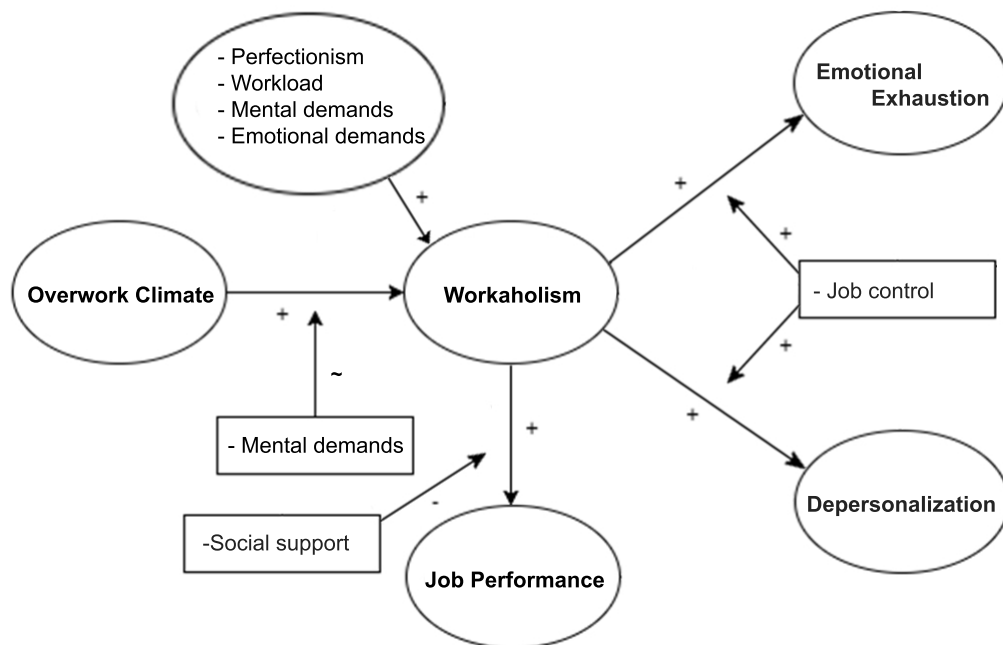 - Perfectionism
- Workload
- Mental demands
- Emotional demands
Emotional
Exhaustion
+
+
+
Overwork Climate
Workaholism
- Job control
+
+
~
+
+
- Mental demands
-
-Social support
Depersonalization
Job Performance